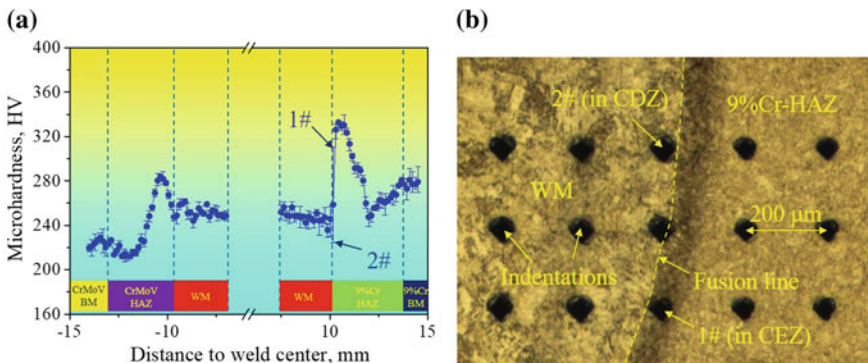 (a)
Microhardness, HV
400
360
320
280
240
200
160
1#
2#
CrMoV
BM
CrMoV
HAZ
WM
WM
9%Cr
HAZ
9%Cr
BM
-15
-10
10
15
Distance to weld center, mm
(b)
2# (in CDZ)
9%Cr-HAZ
WM
200 μm
Indentations
Fusion line
1# (in CEZ)